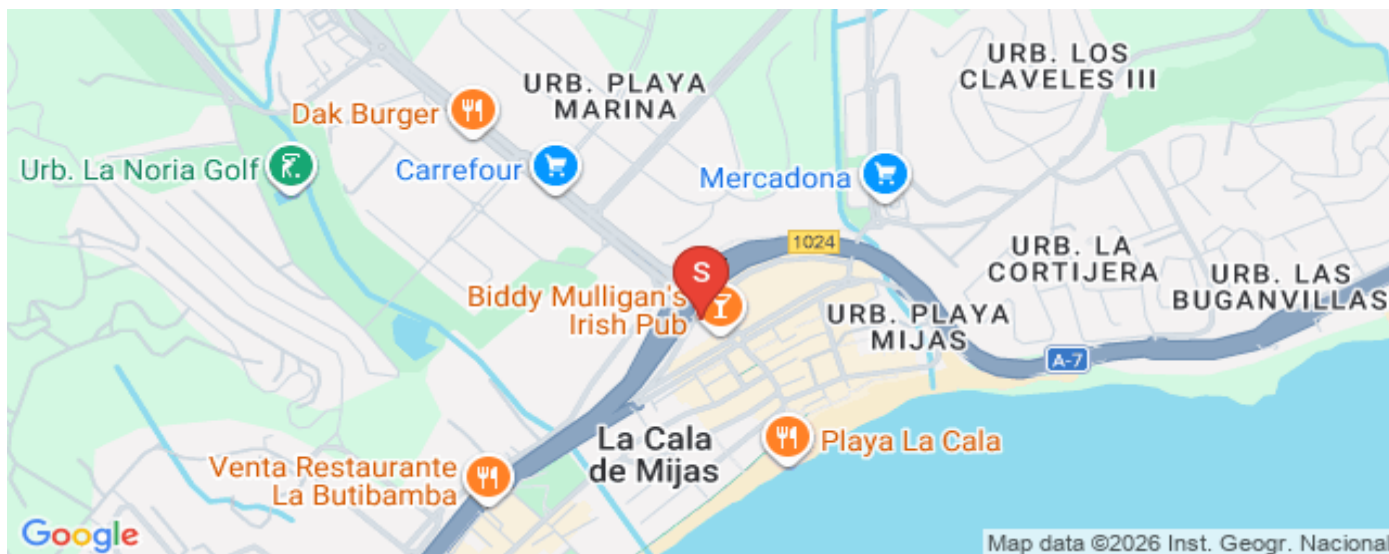 URB. LOS
CLAVELES III
URB. PLAYA
MARINA
Dak Burger
Urb. La Noria Golf
Carrefour
Mercadona
1024
URB. LA
CORTIJERA
URB. LAS
BUGANVILLAS
S
Biddy Mulligan's
Irish Pub
URB. PLAYA
MIJAS
A-7
La Cala
de Mijas
Playa La Cala
Venta Restaurante
La Butibamba
Google
Map data ©2026 Inst. Geogr. Nacional